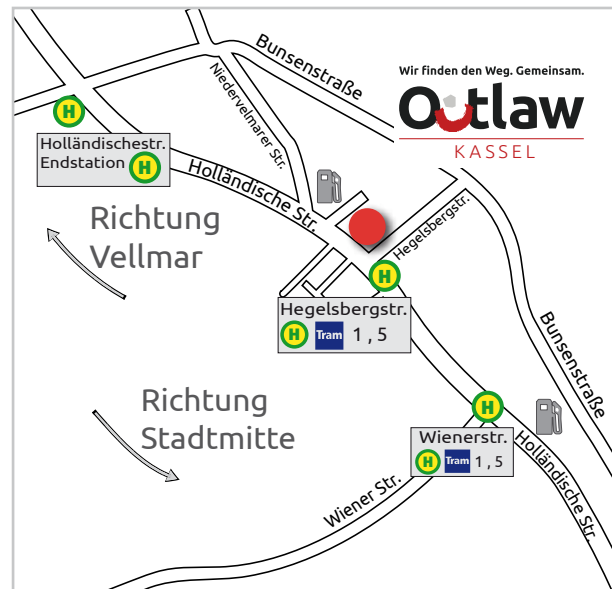 Wir finden den Weg. Gemeinsam.
Outlaw
KASSEL
Bunsenstraße
Niedervelmarer Str.
H
Holländischestr.
Endstation H
Holländische Str.
Richtung
Vellmar
Hegelsbergstr.
H
Hegelsbergstr.
H Tram 1 , 5
Bunsenstraße
Richtung
Stadtmitte
H
Wienerstr.
H Tram 1 , 5
Holländische Str.
Wiener Str.